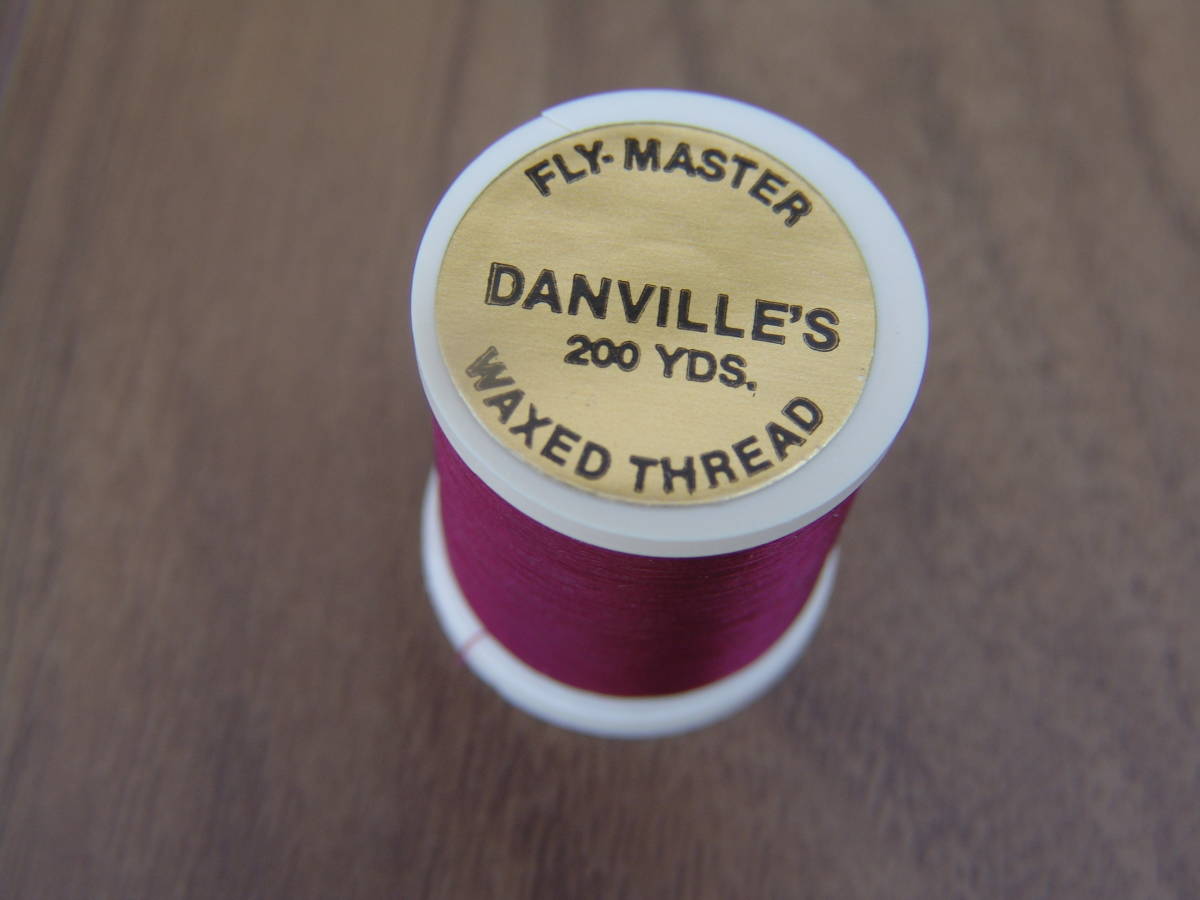 FLY-MASTER
DANVILLE'S
200 YDS.
WAXED THREAD